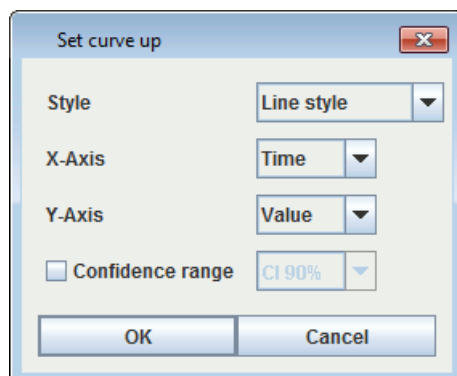 Set curve up
Style Line style
X-Axis Time
Y-Axis Value
Confidence range CI 90%
OK Cancel